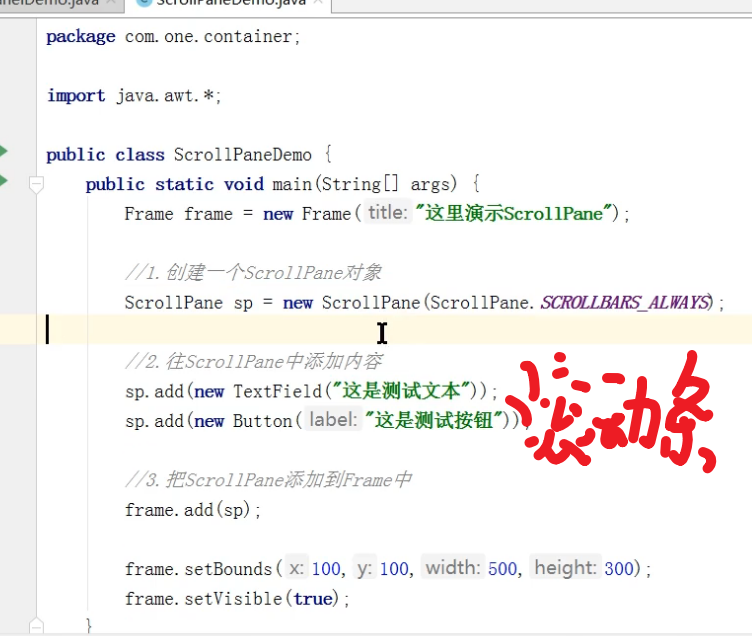 ScrollPaneDemo.java
package com.one.container;
import java.awt.*;
public class ScrollPaneDemo {
public static void main(String[] args) {
Frame frame = new Frame( title: "这里演示ScrollPane");
//1.创建一个ScrollPane对象
ScrollPane sp = new ScrollPane(ScrollPane.SCROLLBARS_ALWAYS);
//2.往ScrollPane中添加内容
sp.add(new TextField("这是测试文本"));
sp.add(new Button( label: "这是测试按钮"))
滚动条
//3.把ScrollPane添加到Frame中
frame.add(sp);
frame.setBounds( x: 100, y: 100, width: 500, height: 300);
frame.setVisible(true);
}